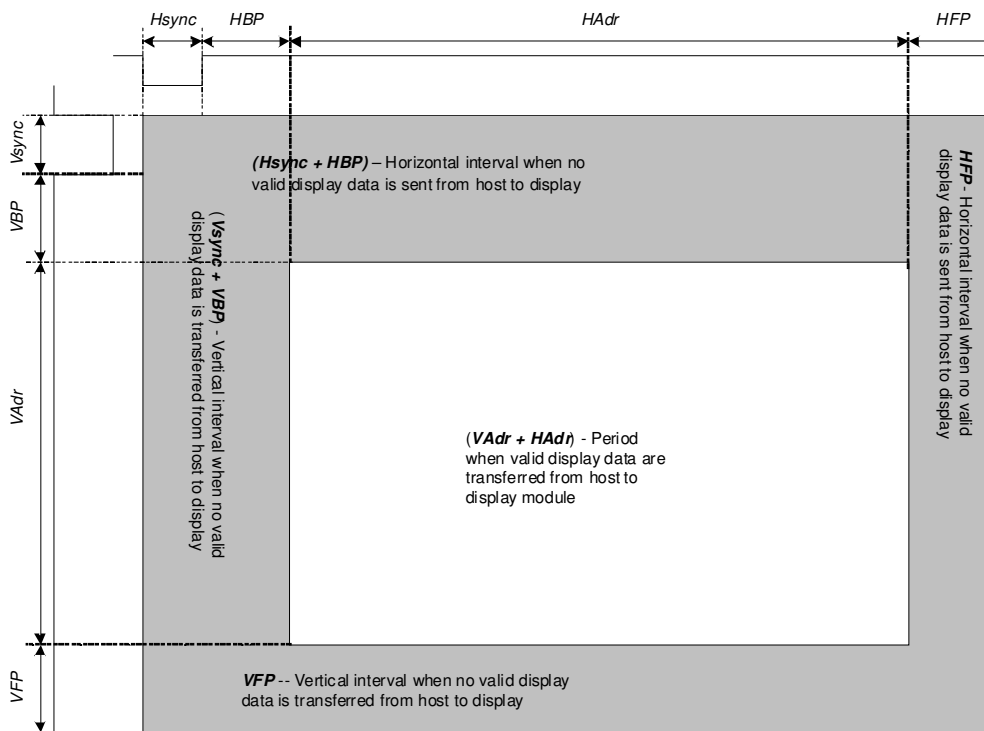 Hsync HBP HAdr HFP
Vsync
VBP
VAdr
VFP
(Hsync + HBP) – Horizontal interval when no
valid display data is sent from host to display
(Vsync + VBP) - Vertical interval when no valid
display data is transferred from host to display
HFP - Horizontal interval when no valid
display data is sent from host to display
(VAdr + HAdr) - Period
when valid display data are
transferred from host to
display module
VFP -- Vertical interval when no valid display
data is transferred from host to display